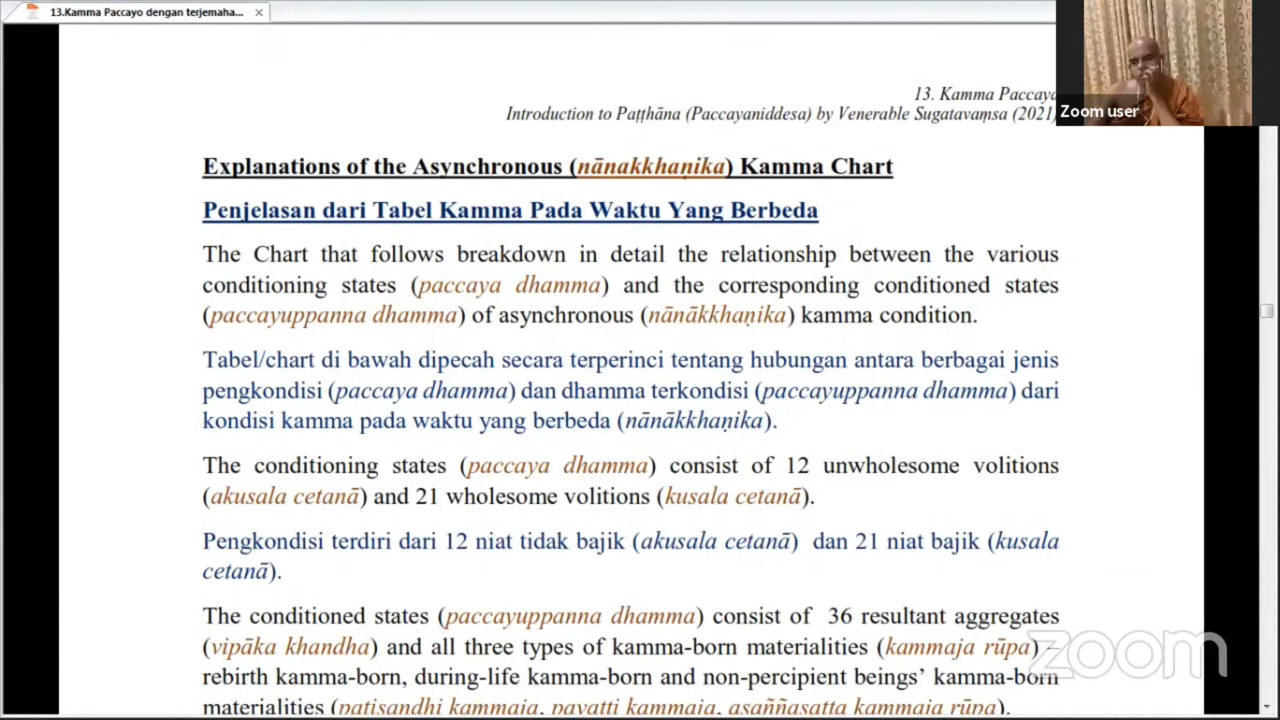 13.Kamma Paccayo dengan terjemaha...
13. Kamma Paccaya
Introduction to Paṭṭhāna (Paccayaniddesa) by Venerable Sugatavaṃsa (2021)
Zoom user
Explanations of the Asynchronous (nānakkhaṇika) Kamma Chart
Penjelasan dari Tabel Kamma Pada Waktu Yang Berbeda
The Chart that follows breakdown in detail the relationship between the various
conditioning states (paccaya dhamma) and the corresponding conditioned states
(paccayuppanna dhamma) of asynchronous (nānākkhaṇika) kamma condition.
Tabel/chart di bawah dipecah secara terperinci tentang hubungan antara berbagai jenis
pengkondisi (paccaya dhamma) dan dhamma terkondisi (paccayuppanna dhamma) dari
kondisi kamma pada waktu yang berbeda (nānākkhaṇika).
The conditioning states (paccaya dhamma) consist of 12 unwholesome volitions
(akusala cetanā) and 21 wholesome volitions (kusala cetanā).
Pengkondisi terdiri dari 12 niat tidak bajik (akusala cetanā) dan 21 niat bajik (kusala
cetanā).
The conditioned states (paccayuppanna dhamma) consist of 36 resultant aggregates
(vipāka khandha) and all three types of kamma-born materialities (kammaja rūpa) –
rebirth kamma-born, during-life kamma-born and non-percipient beings’ kamma-born
materialities (patisandhi kammaja, pavatti kammaja, asaññasatta kammaja rūpa).
zoom